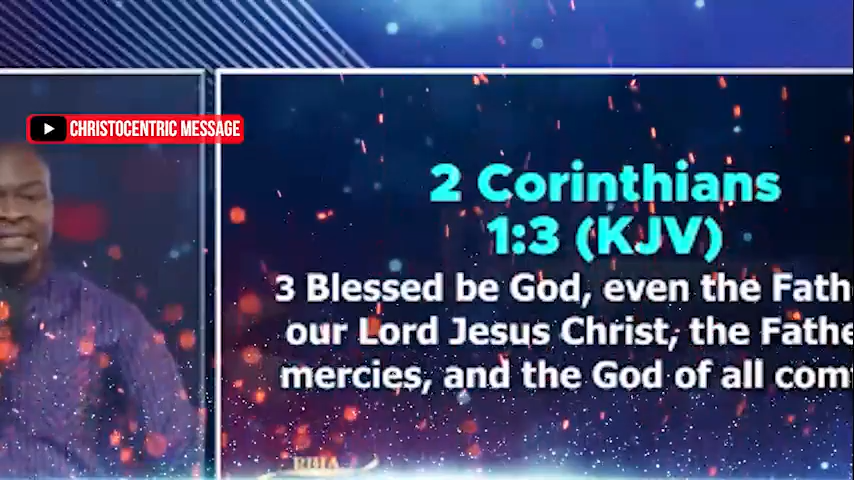 CHRISTOCENTRIC MESSAGE
2 Corinthians
1:3 (KJV)
3 Blessed be God, even the Fath
our Lord Jesus Christ, the Fathe
mercies, and the God of all com